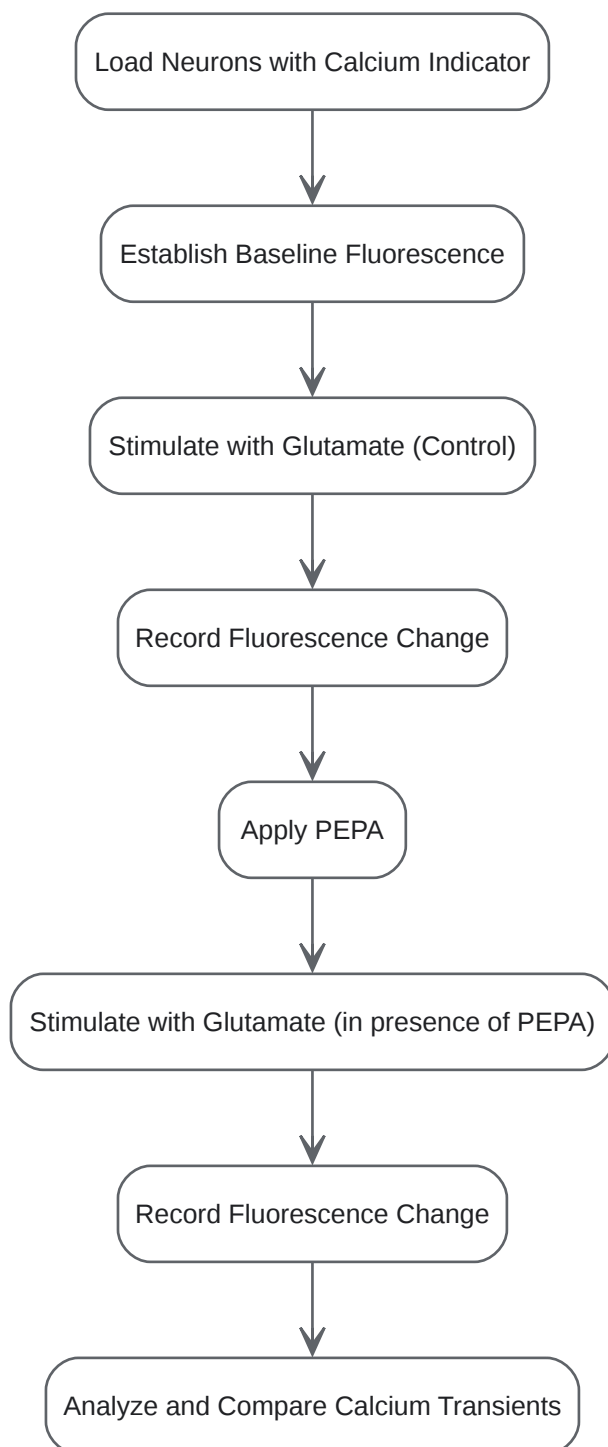 Load Neurons with Calcium Indicator
Establish Baseline Fluorescence
Stimulate with Glutamate (Control)
Record Fluorescence Change
Apply PEPA
Stimulate with Glutamate (in presence of PEPA)
Record Fluorescence Change
Analyze and Compare Calcium Transients